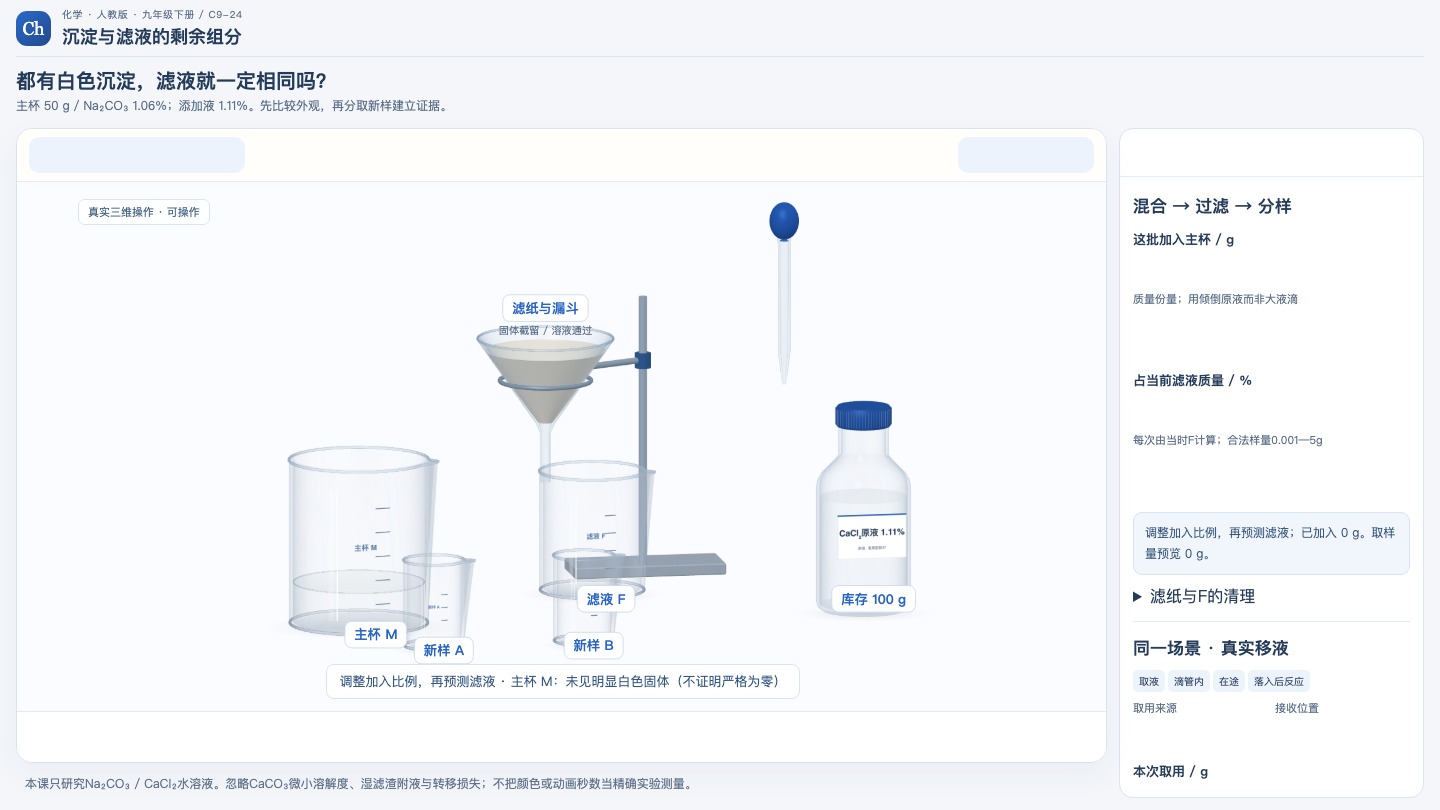 Ch
化学 · 人教版 · 九年级下册 / C9-24
沉淀与滤液的剩余组分
都有白色沉淀，滤液就一定相同吗？
主杯 50 g / Na₂CO₃ 1.06%；添加液 1.11%。先比较外观，再分取新样建立证据。
真实三维操作 · 可操作
滤纸与漏斗
固体截留 / 溶液通过
主杯 M
滤液 F
CaCl₂原液 1.11%
滤液 F
库存 100 g
主杯 M
新样 A
新样 B
调整加入比例，再预测滤液 · 主杯 M：未见明显白色固体（不证明严格为零）
混合 → 过滤 → 分样
这批加入主杯 / g
质量份量；用倾倒原液而非大液滴
占当前滤液质量 / %
每次由当时F计算；合法样量0.001—5g
调整加入比例，再预测滤液；已加入 0 g。取样
量预览 0 g。
▶ 滤纸与F的清理
同一场景 · 真实移液
取液 滴管内 在途 落入后反应
取用来源 接收位置
本次取用 / g
本课只研究Na₂CO₃ / CaCl₂水溶液。忽略CaCO₃微小溶解度、湿滤渣附液与转移损失；不把颜色或动画秒数当精确实验测量。